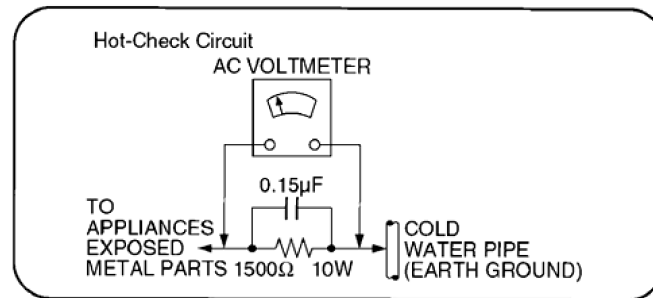 Hot-Check Circuit
AC VOLTMETER
0.15µF
TO
APPLIANCES
EXPOSED
METAL PARTS
1500Ω 10W
COLD
WATER PIPE
(EARTH GROUND)